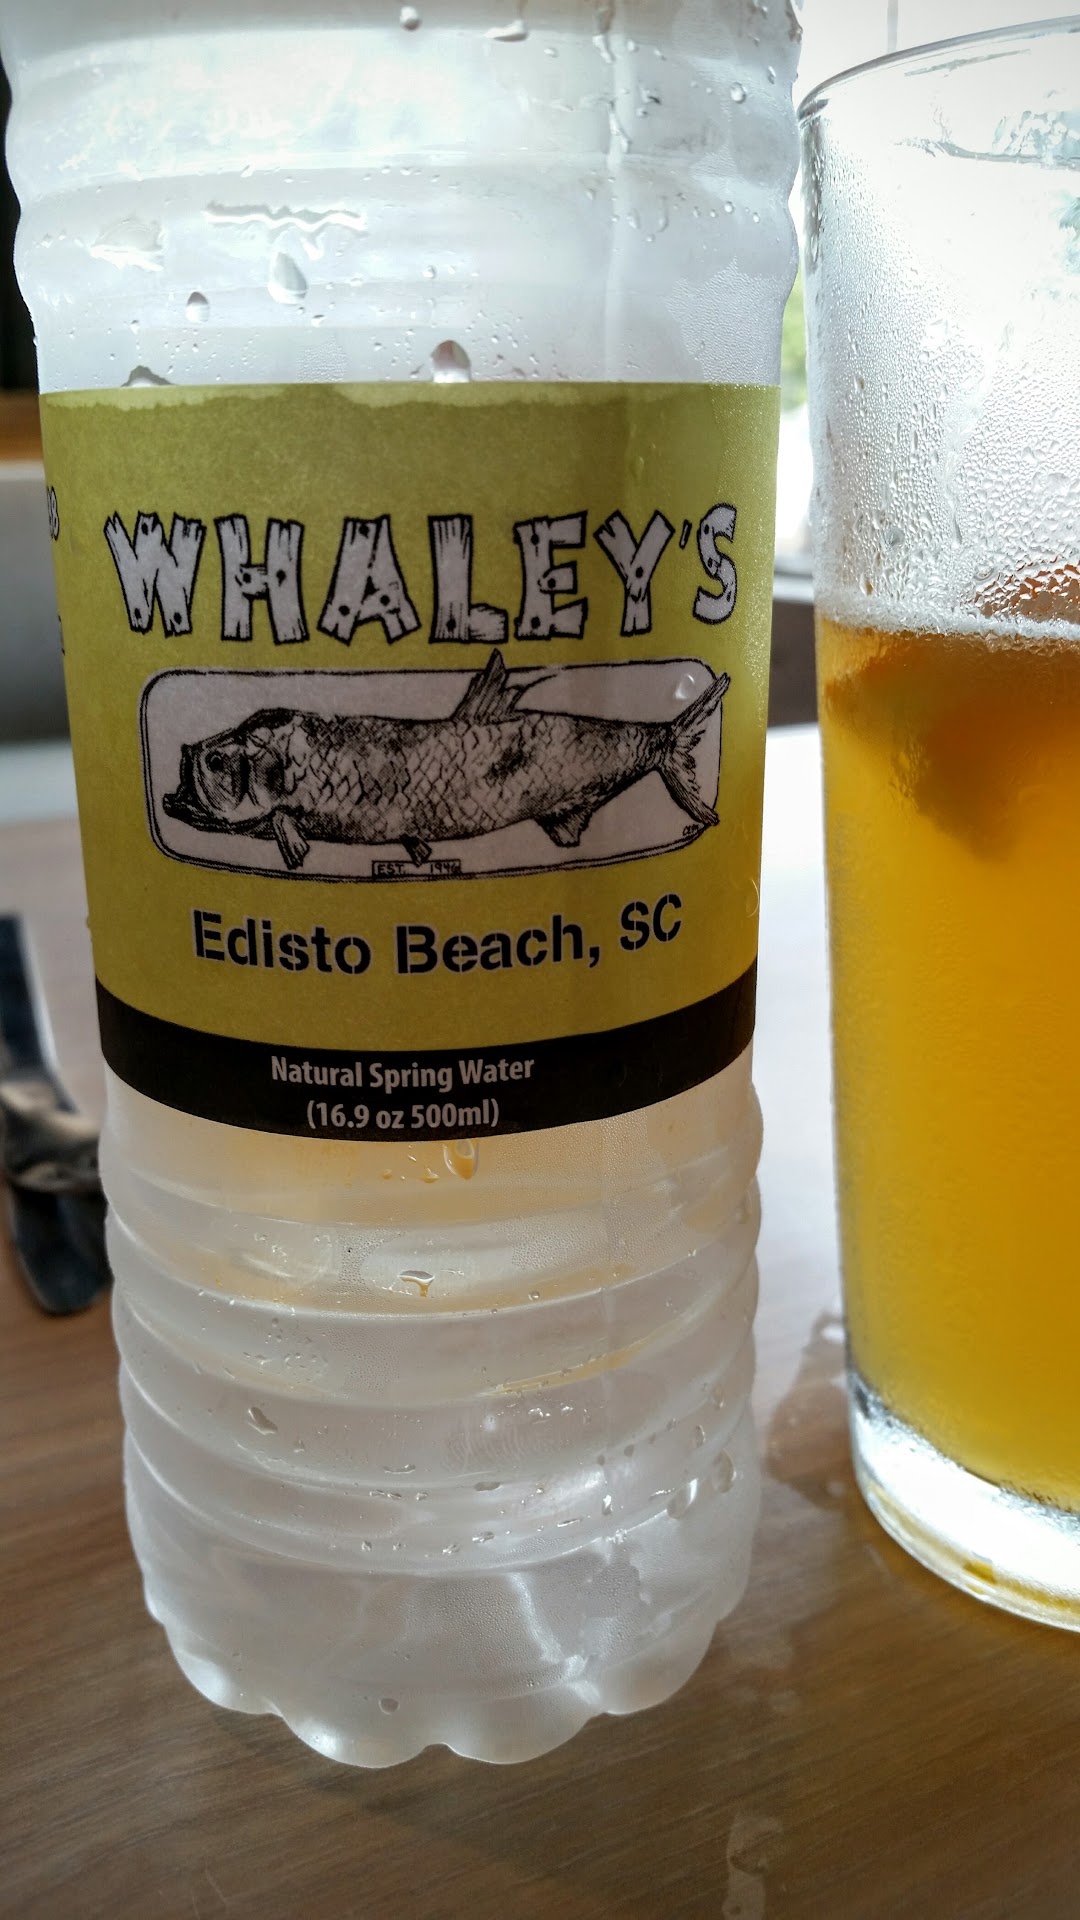 WHALEY'S
EST. 1946
Edisto Beach, SC
Natural Spring Water
(16.9 oz 500ml)